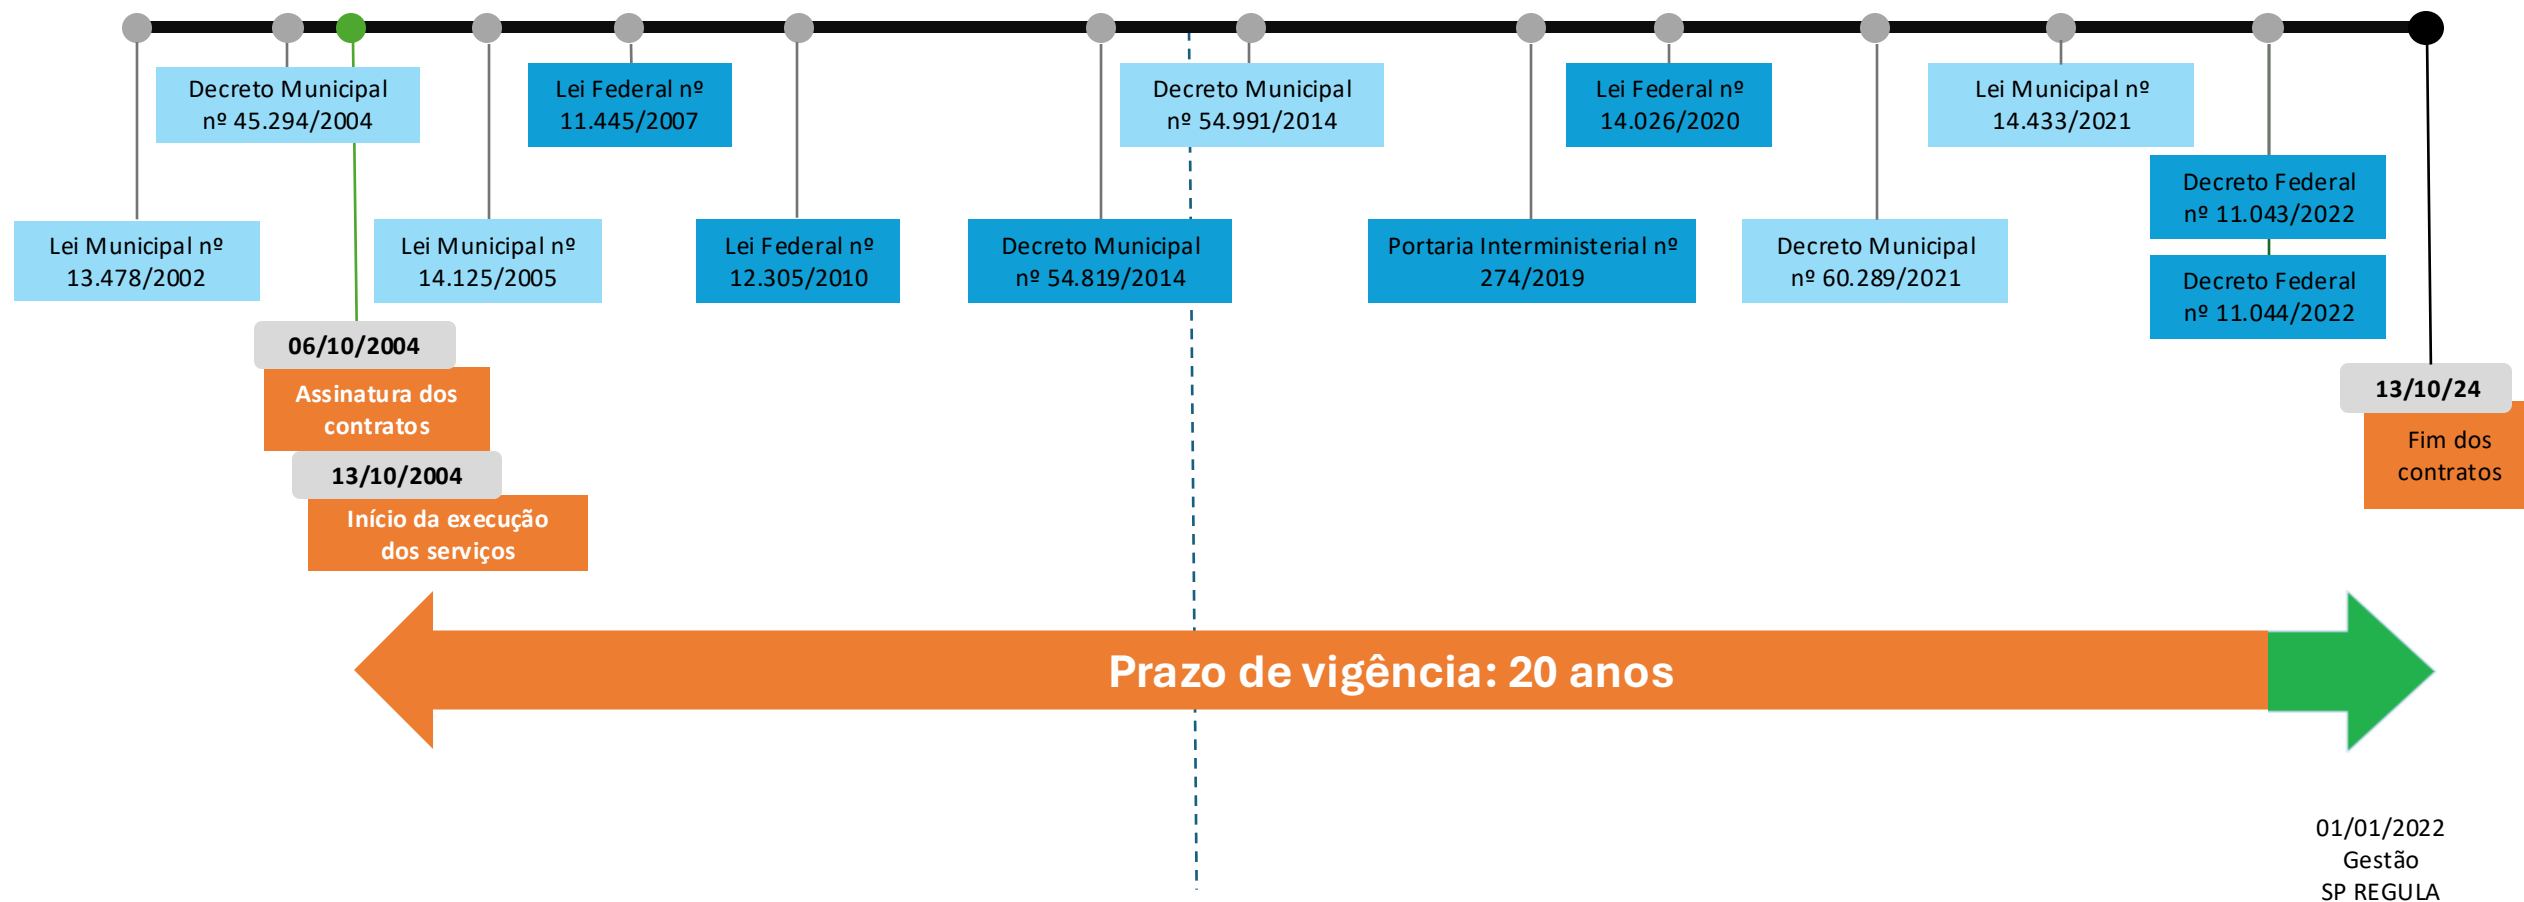 Decreto Municipal
nº 45.294/2004
Lei Federal nº
11.445/2007
Decreto Municipal
nº 54.991/2014
Lei Federal nº
14.026/2020
Lei Municipal nº
14.433/2021
Decreto Federal
nº 11.043/2022
Lei Municipal nº
13.478/2002
Lei Municipal nº
14.125/2005
Lei Federal nº
12.305/2010
Decreto Municipal
nº 54.819/2014
Portaria Interministerial nº
274/2019
Decreto Municipal
nº 60.289/2021
Decreto Federal
nº 11.044/2022
06/10/2004
Assinatura dos
contratos
13/10/2004
Início da execução
dos serviços
13/10/24
Fim dos
contratos
Prazo de vigência: 20 anos
01/01/2022
Gestão
SP REGULA